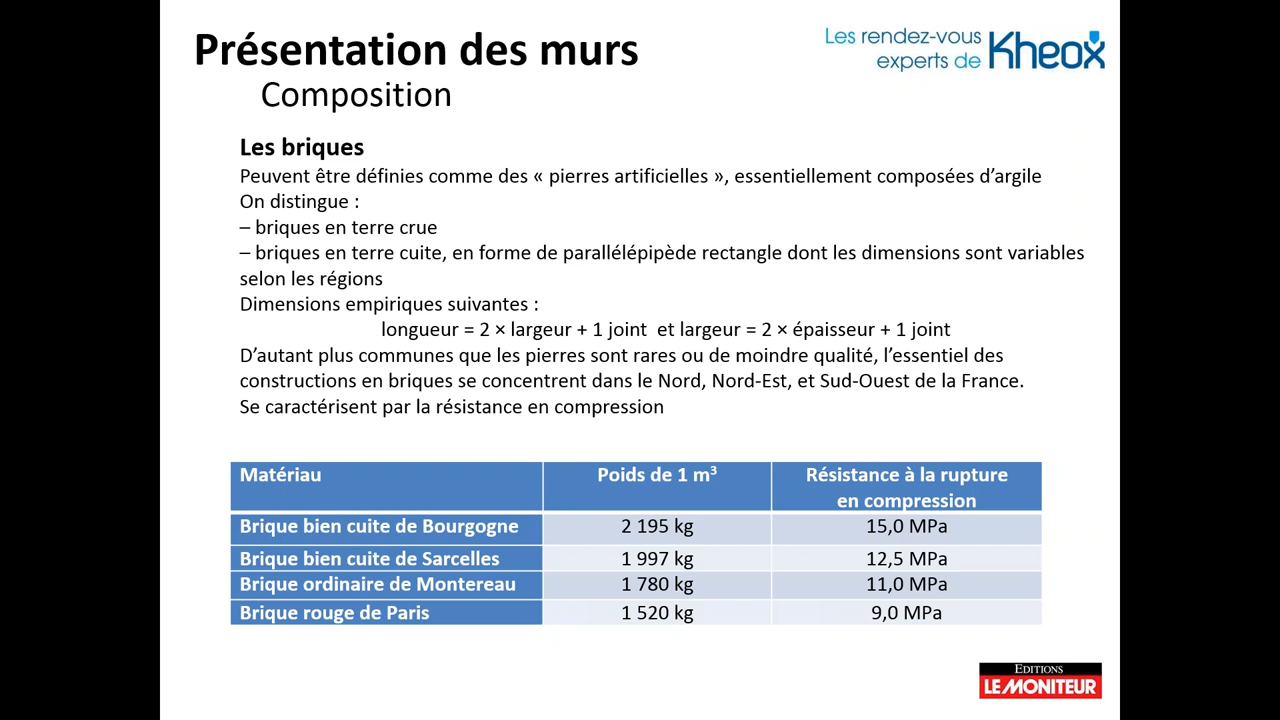 Présentation des murs
Les rendez-vous
experts de Kheox
Composition
Les briques
Peuvent être définies comme des « pierres artificielles », essentiellement composées d’argile
On distingue :
– briques en terre crue
– briques en terre cuite, en forme de parallélépipède rectangle dont les dimensions sont variables
selon les régions
Dimensions empiriques suivantes :
longueur = 2 × largeur + 1 joint  et largeur = 2 × épaisseur + 1 joint
D’autant plus communes que les pierres sont rares ou de moindre qualité, l’essentiel des
constructions en briques se concentrent dans le Nord, Nord-Est, et Sud-Ouest de la France.
Se caractérisent par la résistance en compression
Matériau Poids de 1 m³ Résistance à la rupture
en compression
Brique bien cuite de Bourgogne 2 195 kg 15,0 MPa
Brique bien cuite de Sarcelles 1 997 kg 12,5 MPa
Brique ordinaire de Montereau 1 780 kg 11,0 MPa
Brique rouge de Paris 1 520 kg 9,0 MPa
EDITIONS
LE MONITEUR